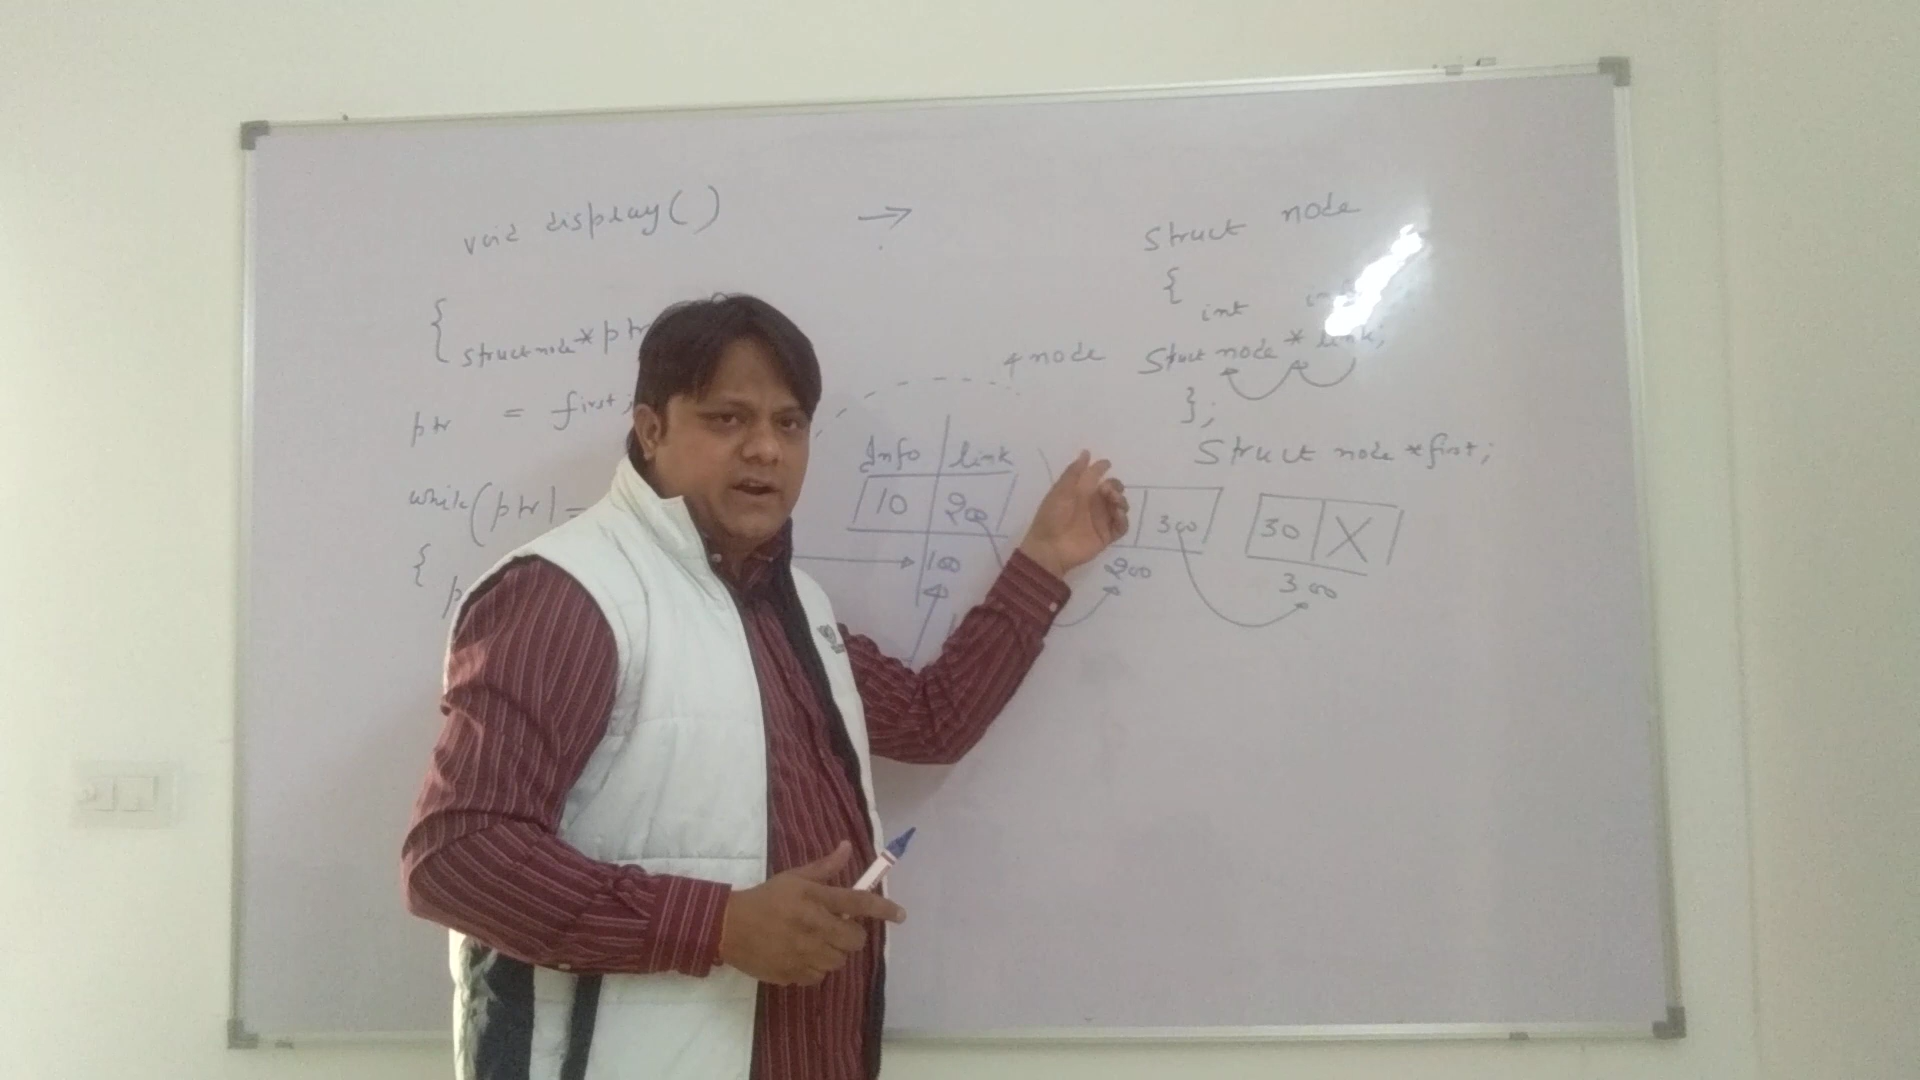 void display()
{
struct node * ptr
ptr = first;
while(ptr !=
{
p
struct node
{
int
struct node * link;
};
struct node *first;
node
Info link
10 200
100
300
200
30 X
300